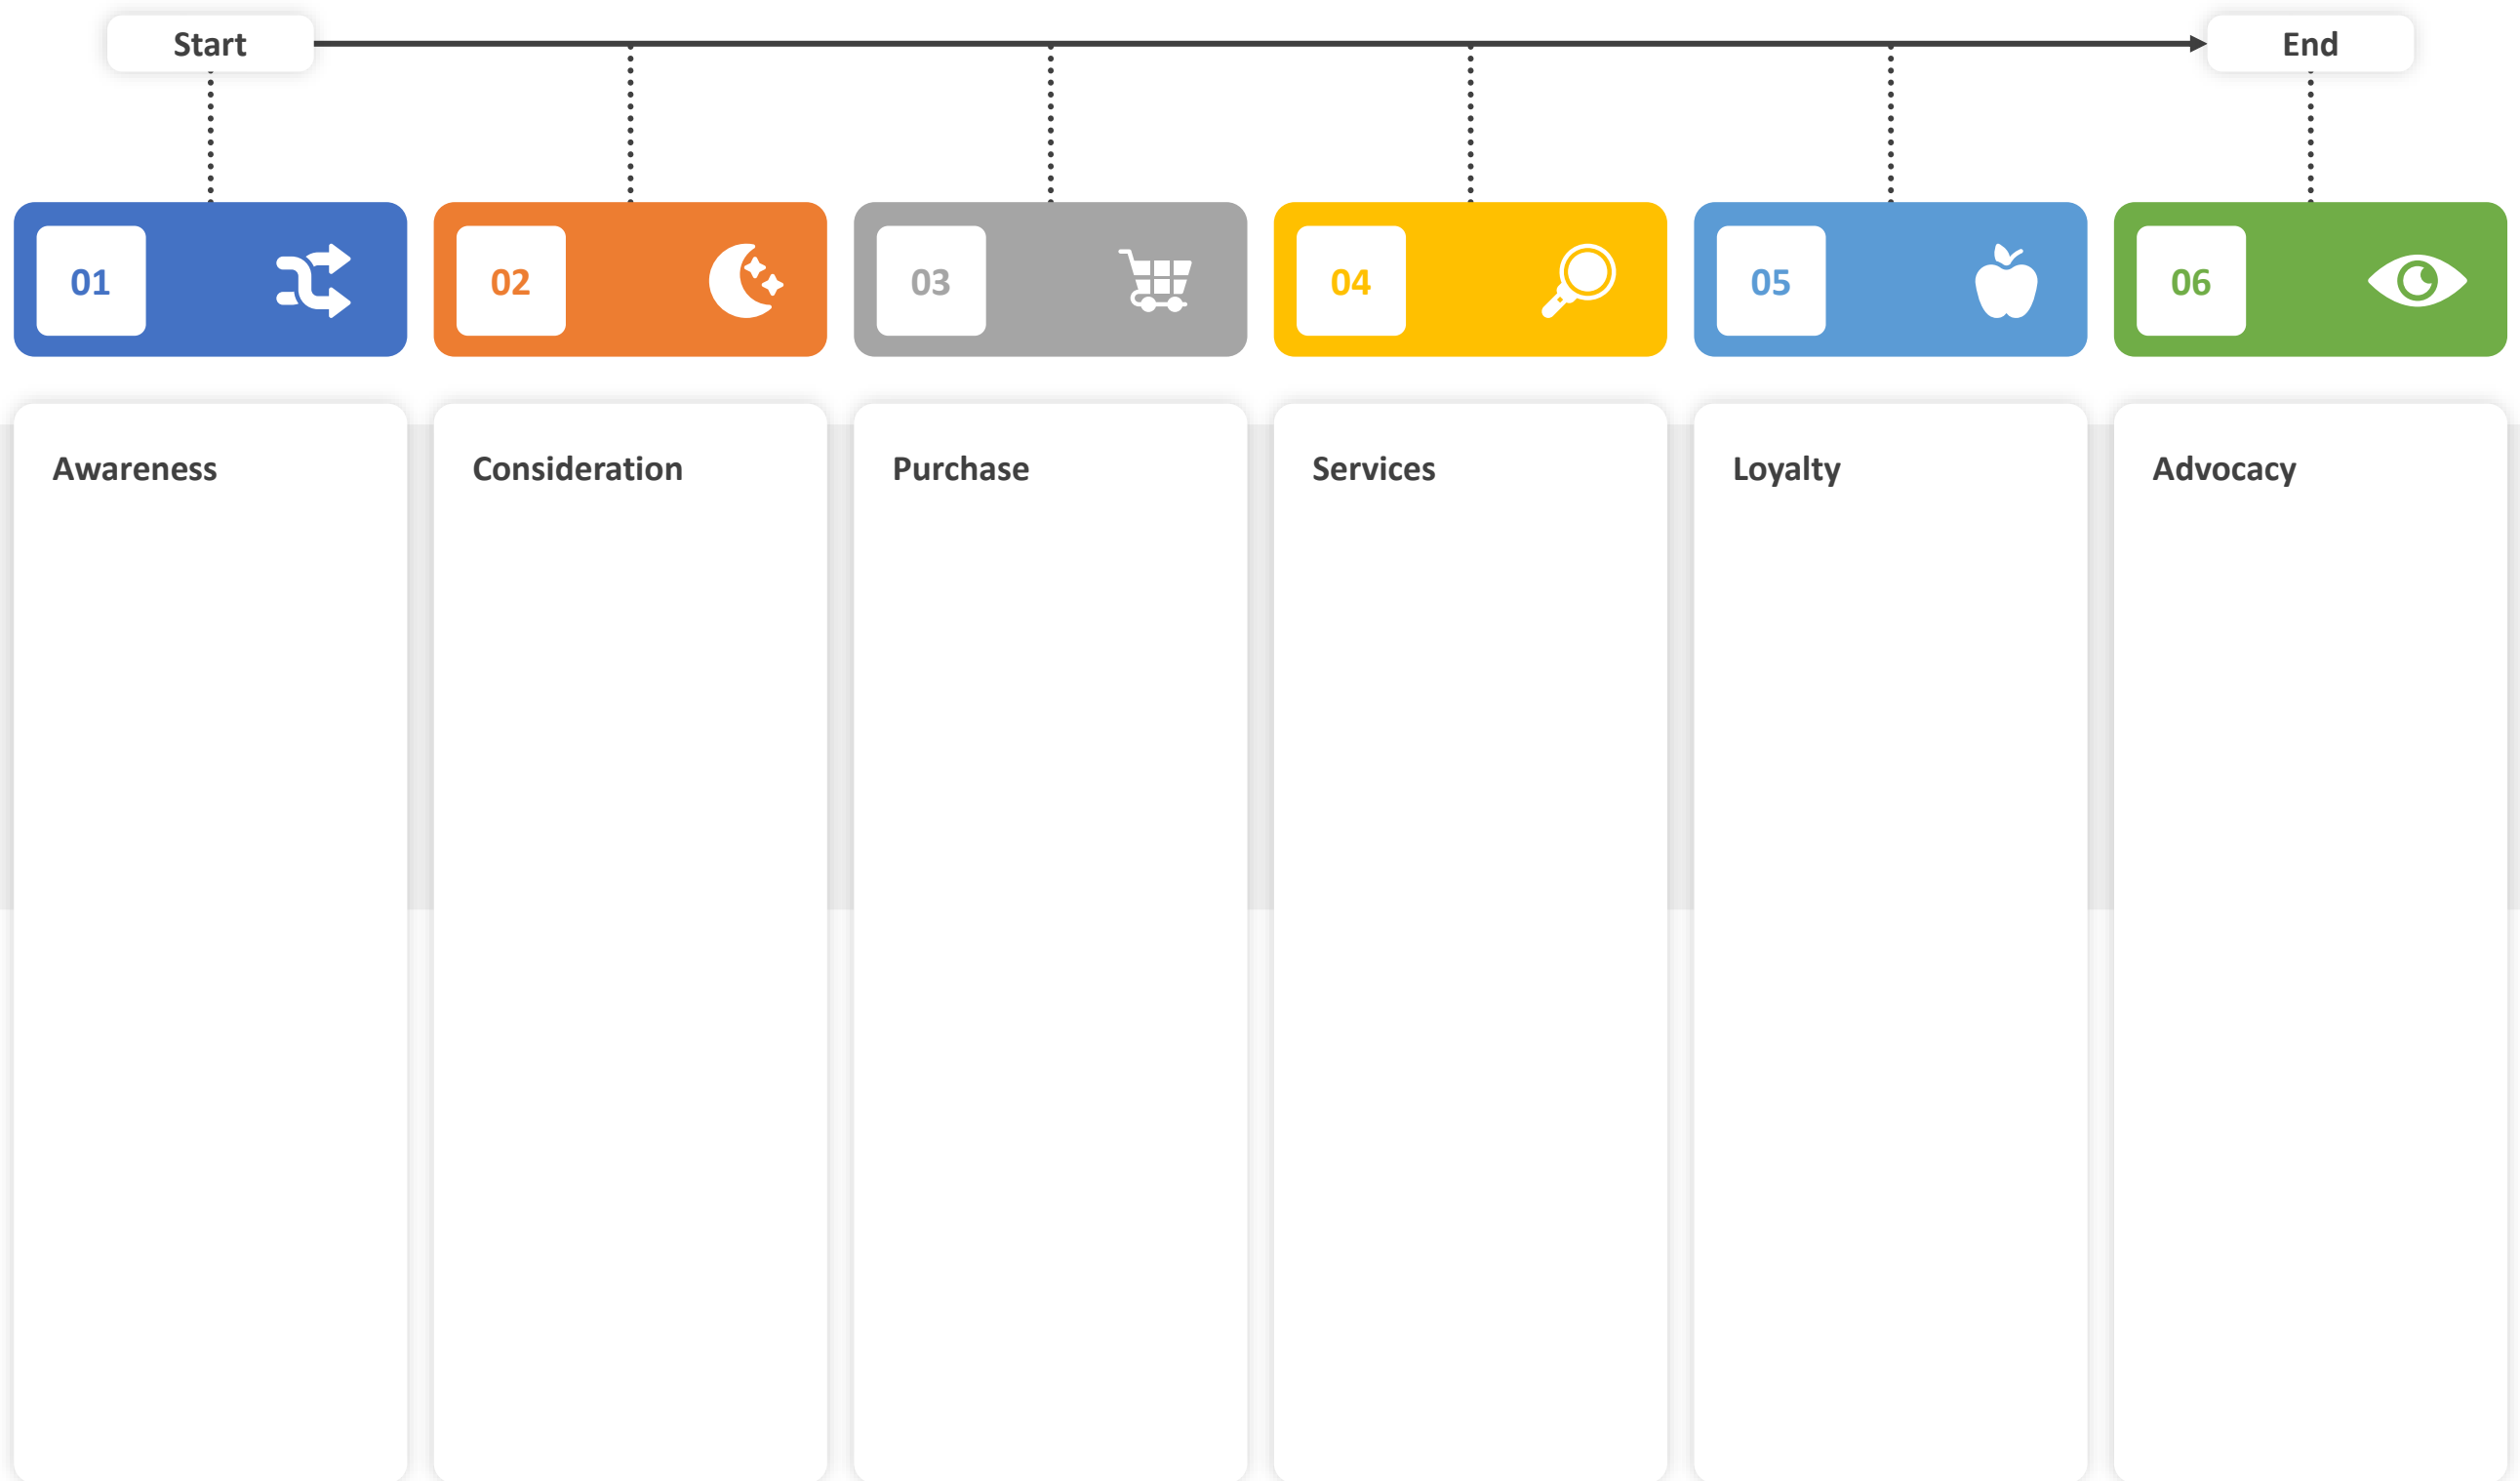 Start
End
01
02
03
04
05
06
Awareness
Consideration
Purchase
Services
Loyalty
Advocacy